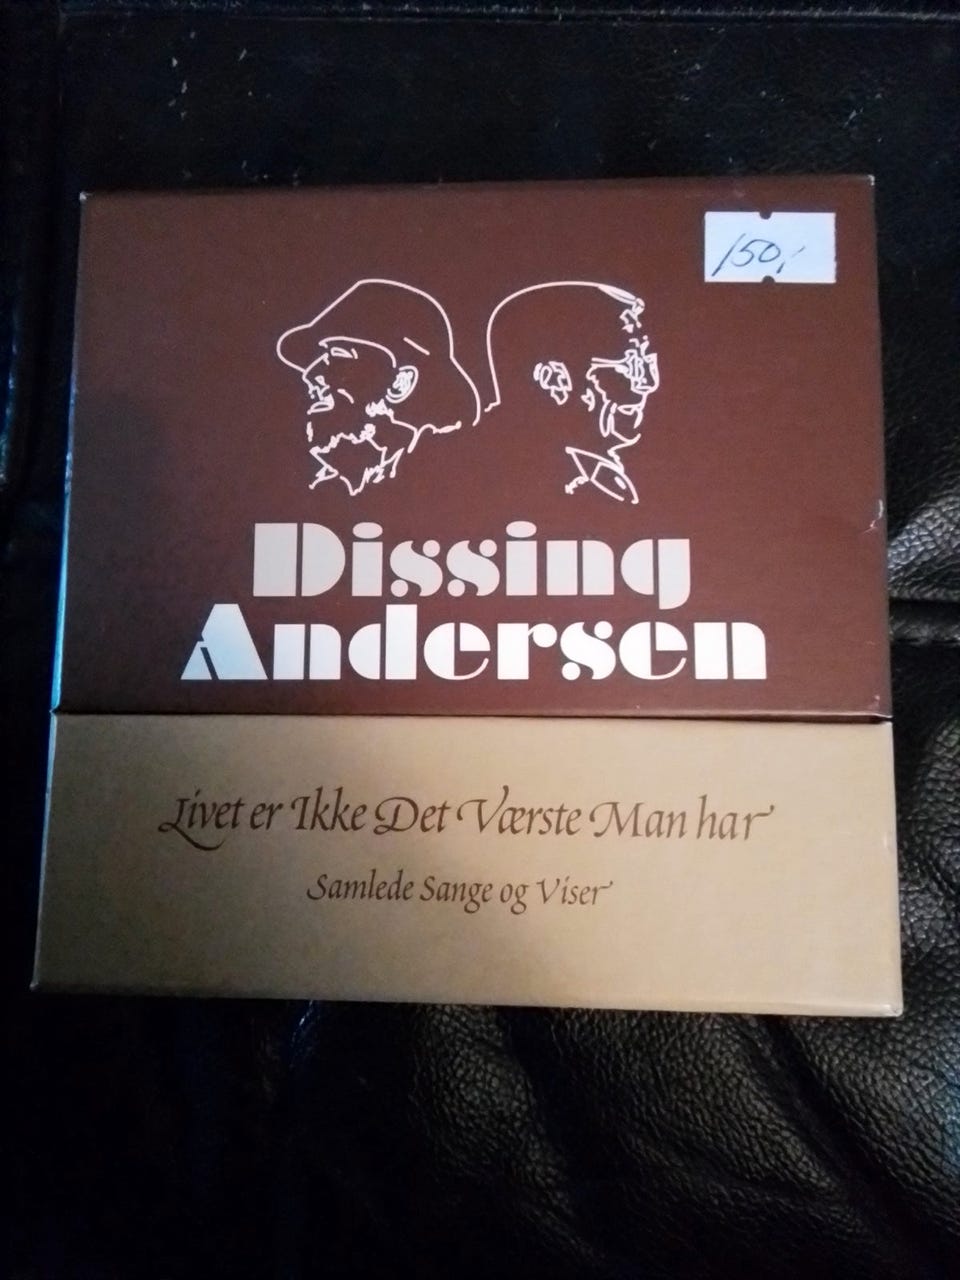 150,-
Dissing
Andersen
Livet er Ikke Det Værste Man har
Samlede Sange og Viser